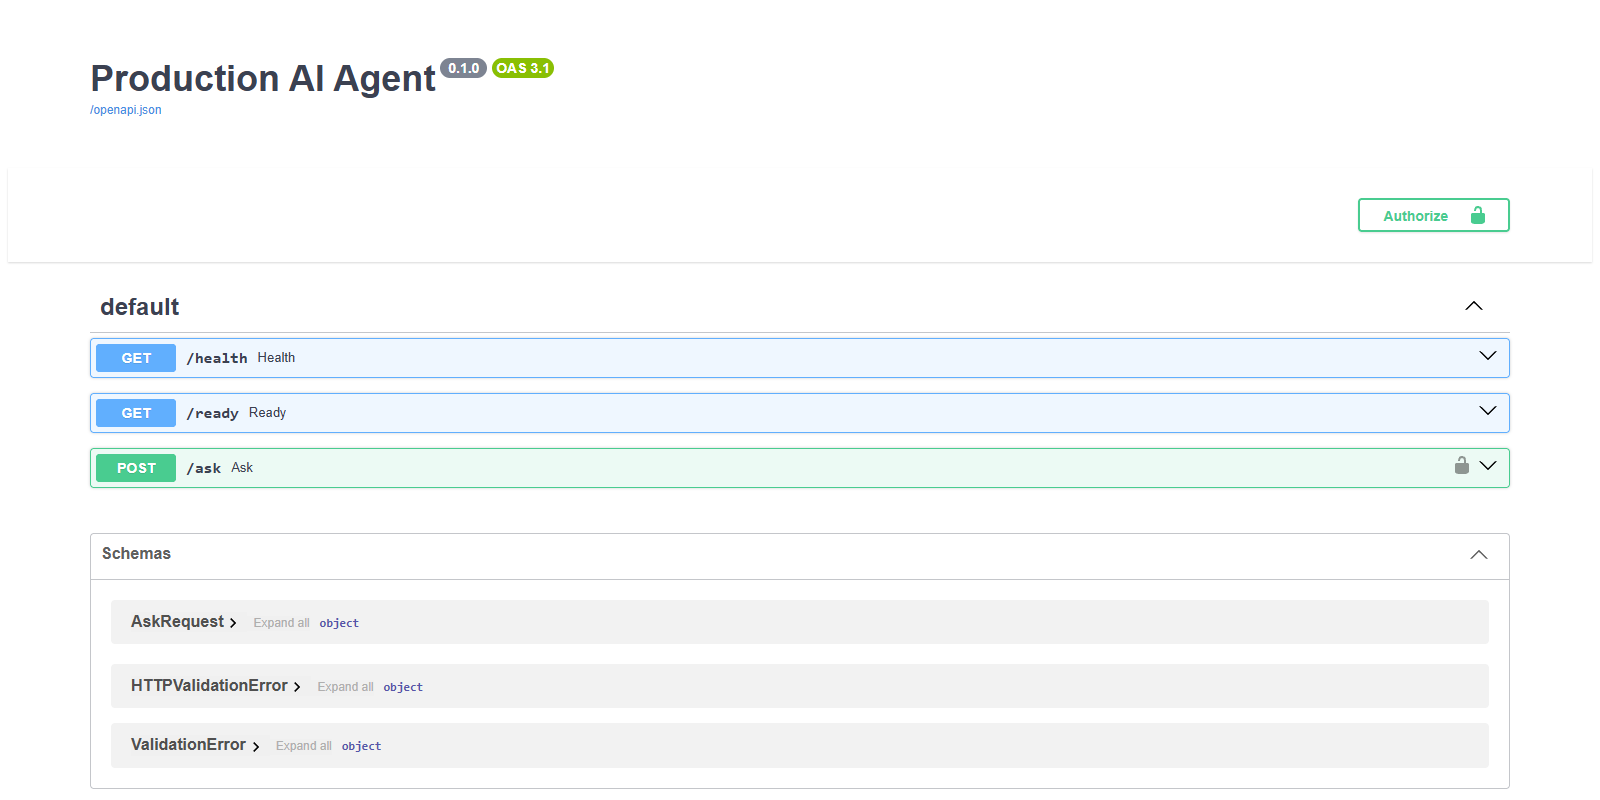 Production AI Agent 0.1.0 OAS 3.1
/openapi.json
Authorize
default
GET /health Health
GET /ready Ready
POST /ask Ask
Schemas
AskRequest Expand all object
HTTPValidationError Expand all object
ValidationError Expand all object